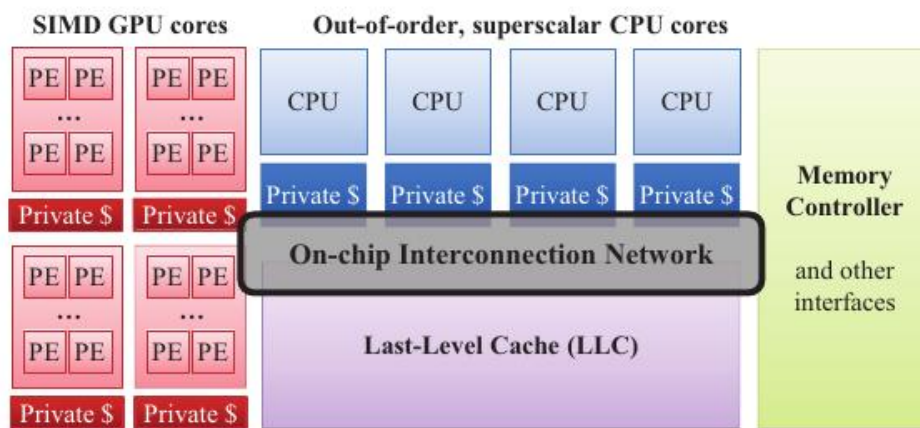 SIMD GPU cores
Out-of-order, superscalar CPU cores
PE PE
...
PE PE
Private $
PE PE
...
PE PE
Private $
CPU
CPU
CPU
CPU
Private $
Private $
Private $
Private $
On-chip Interconnection Network
Last-Level Cache (LLC)
PE PE
...
PE PE
Private $
PE PE
...
PE PE
Private $
Memory
Controller
and other
interfaces